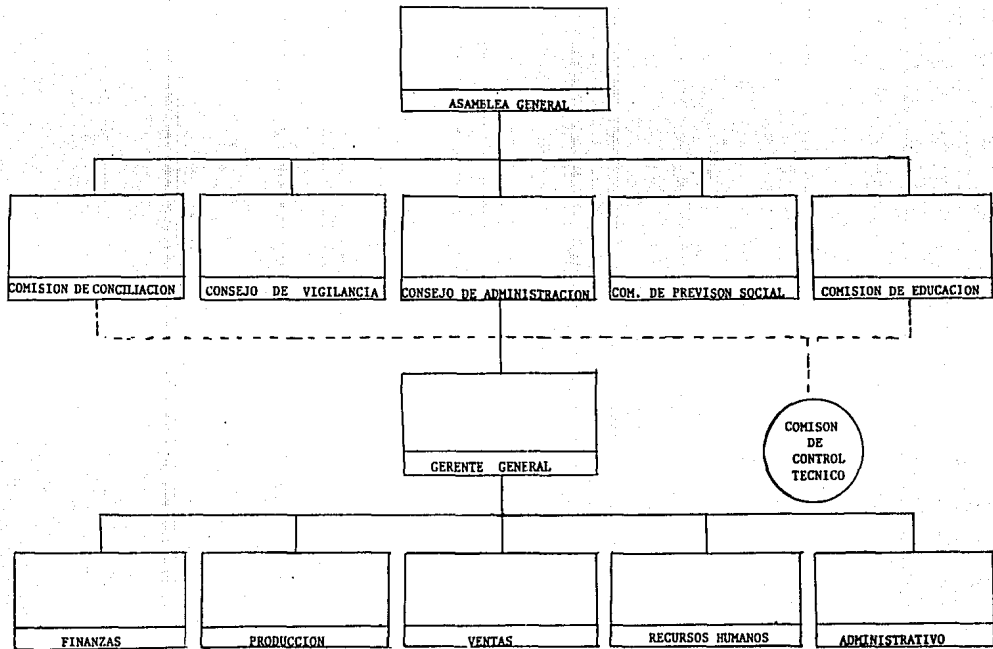 ASAMBLEA GENERAL
COMISION DE CONCILIACION
CONSEJO DE VIGILANCIA
CONSEJO DE ADMINISTRACION
COM. DE PREVISON SOCIAL
COMISION DE EDUCACION
GERENTE GENERAL
COMISON
DE
CONTROL
TECNICO
FINANZAS
PRODUCCION
VENTAS
RECURSOS HUMANOS
ADMINISTRATIVO